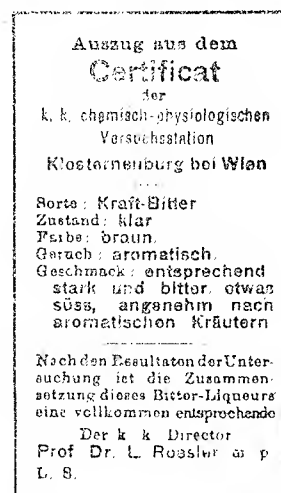 Auszug aus dem
Certificat
der
k. k. chemisch-physiologischen
Versuchsstation
Klosterneuburg bei Wien
Sorte: Kraft-Bitter
Zustand: klar
Farbe: braun.
Geruch: aromatisch.
Geschmack: entsprechend
stark und bitter, etwas
süss, angenehm nach
aromatischen Kräutern
Nach den Resultaten der Unter-
suchung ist die Zusammen-
setzung dieses Bitter-Liqueurs
eine vollkommen entsprechende
Der k k Director
Prof Dr. L. Roesler m p
L. S.